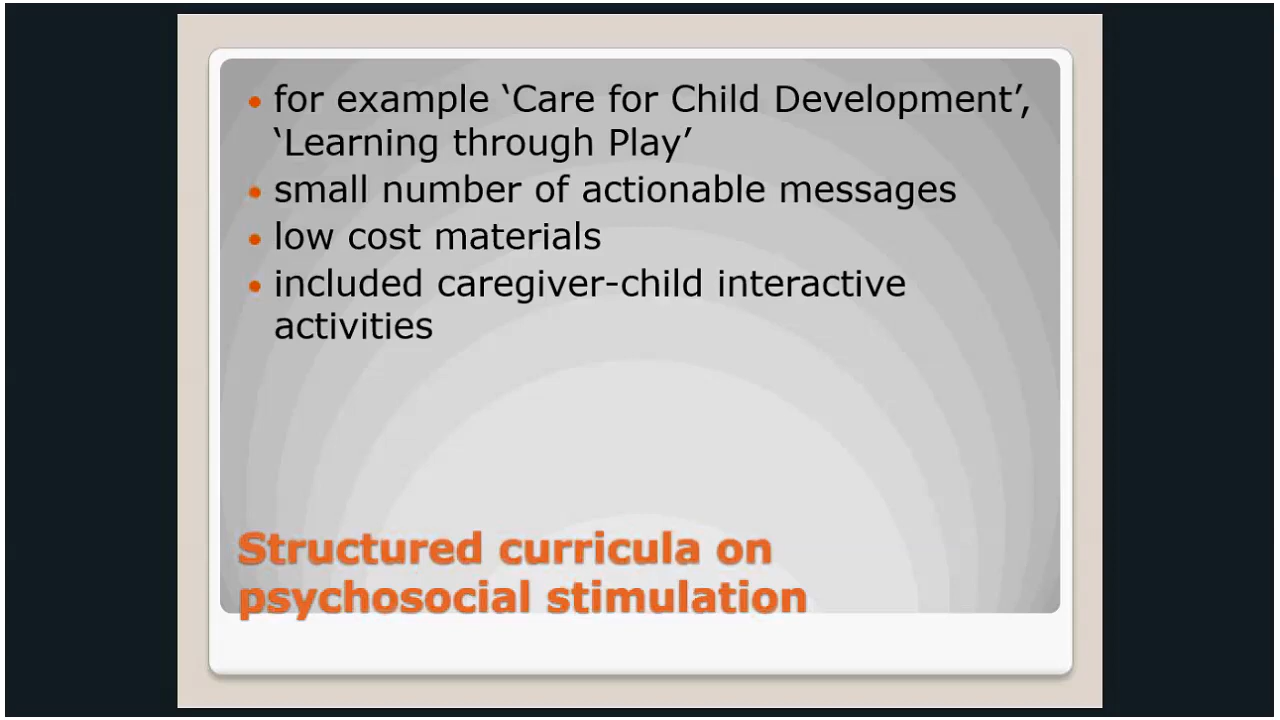 • for example ‘Care for Child Development’,
‘Learning through Play’
• small number of actionable messages
• low cost materials
• included caregiver-child interactive
activities
Structured curricula on
psychosocial stimulation